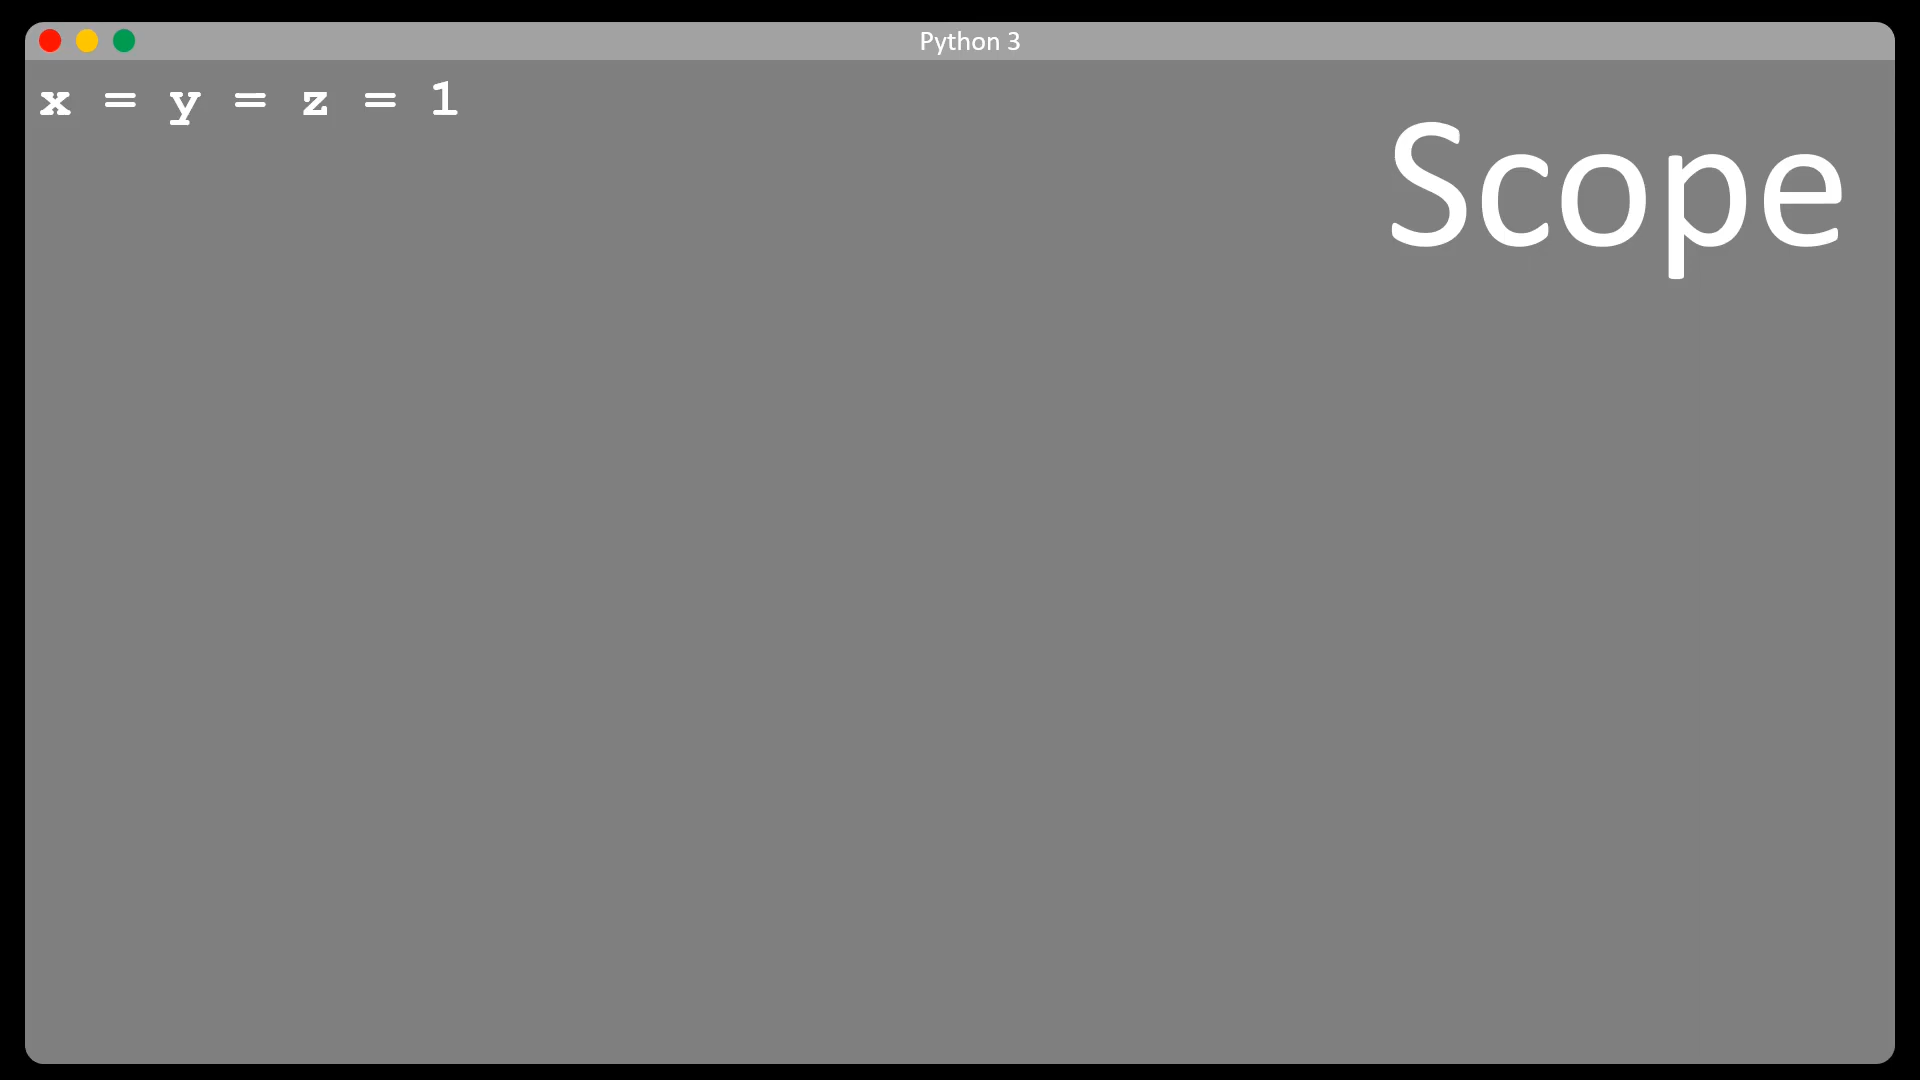 Python 3
x = y = z = 1
Scope